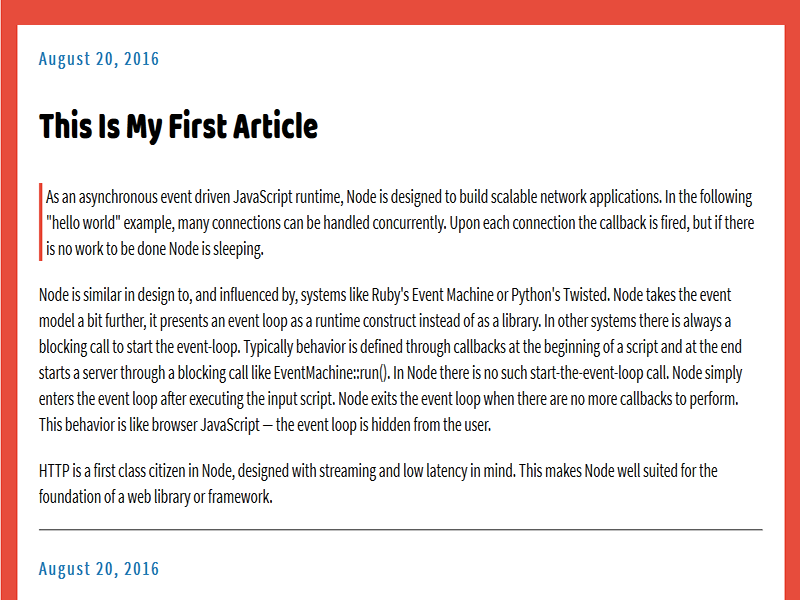 August 20, 2016
This Is My First Article
As an asynchronous event driven JavaScript runtime, Node is designed to build scalable network applications. In the following
"hello world" example, many connections can be handled concurrently. Upon each connection the callback is fired, but if there
is no work to be done Node is sleeping.
Node is similar in design to, and influenced by, systems like Ruby's Event Machine or Python's Twisted. Node takes the event
model a bit further, it presents an event loop as a runtime construct instead of as a library. In other systems there is always a
blocking call to start the event-loop. Typically behavior is defined through callbacks at the beginning of a script and at the end
starts a server through a blocking call like EventMachine::run(). In Node there is no such start-the-event-loop call. Node simply
enters the event loop after executing the input script. Node exits the event loop when there are no more callbacks to perform.
This behavior is like browser JavaScript — the event loop is hidden from the user.
HTTP is a first class citizen in Node, designed with streaming and low latency in mind. This makes Node well suited for the
foundation of a web library or framework.
August 20, 2016